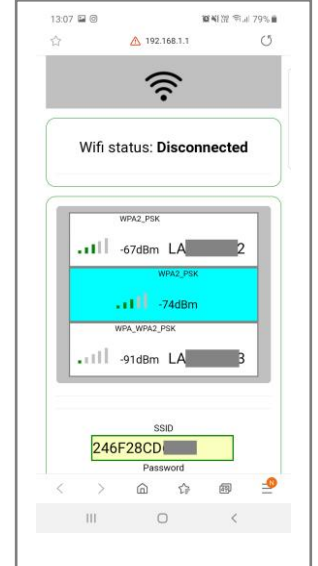 13:07 79%
192.168.1.1
Wifi status: Disconnected
WPA2_PSK
-67dBm LA 2
WPA2_PSK
-74dBm
WPA_WPA2_PSK
-91dBm LA 3
SSID
246F28CD
Password
N